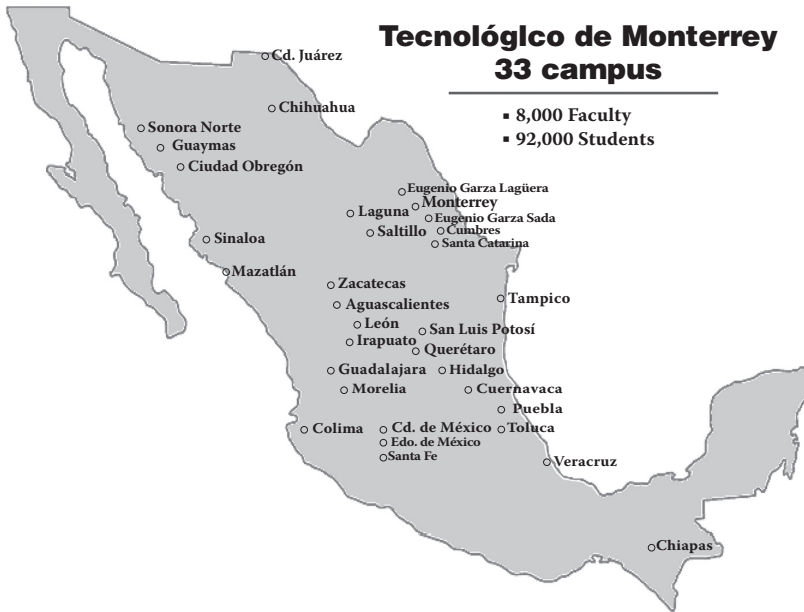 TecnológIco de Monterrey
33 campus
▪ 8,000 Faculty
▪ 92,000 Students
Cd. Juárez
Chihuahua
Sonora Norte
Guaymas
Ciudad Obregón
Eugenio Garza Lagüera
Monterrey
Laguna
Eugenio Garza Sada
Saltillo
Cumbres
Santa Catarina
Sinaloa
Mazatlán
Zacatecas
Tampico
Aguascalientes
León
San Luis Potosí
Irapuato
Querétaro
Guadalajara
Hidalgo
Morelia
Cuernavaca
Puebla
Colima
Cd. de México
Toluca
Edo. de México
Santa Fe
Veracruz
Chiapas